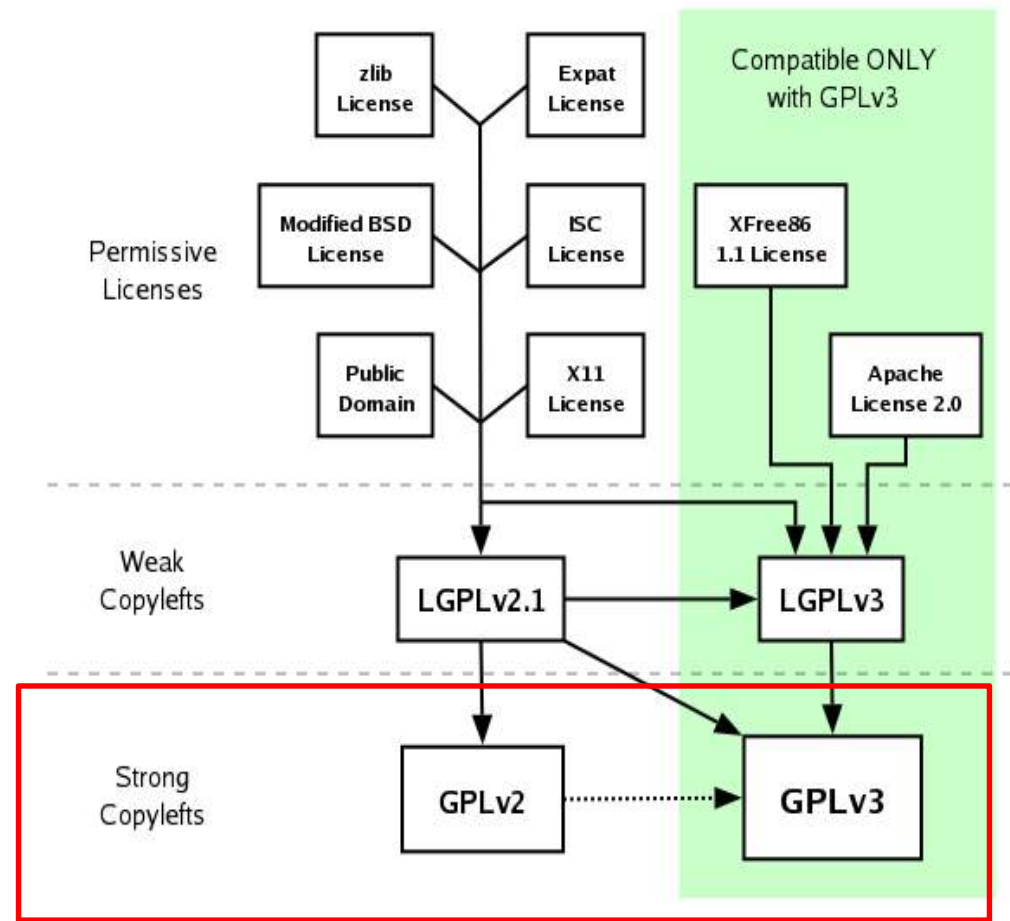 zlib
License
Expat
License
Compatible ONLY
with GPLv3
Permissive
Licenses
Modified BSD
License
ISC
License
XFree86
1.1 License
Public
Domain
X11
License
Apache
License 2.0
Weak
Copylefts
LGPLv2.1
LGPLv3
Strong
Copylefts
GPLv2
GPLv3